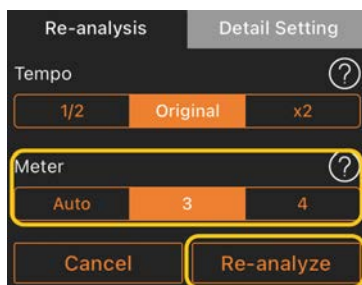 Re-analysis Detail Setting
Tempo ?
1/2 Original x2
Meter ?
Auto 3 4
Cancel Re-analyze